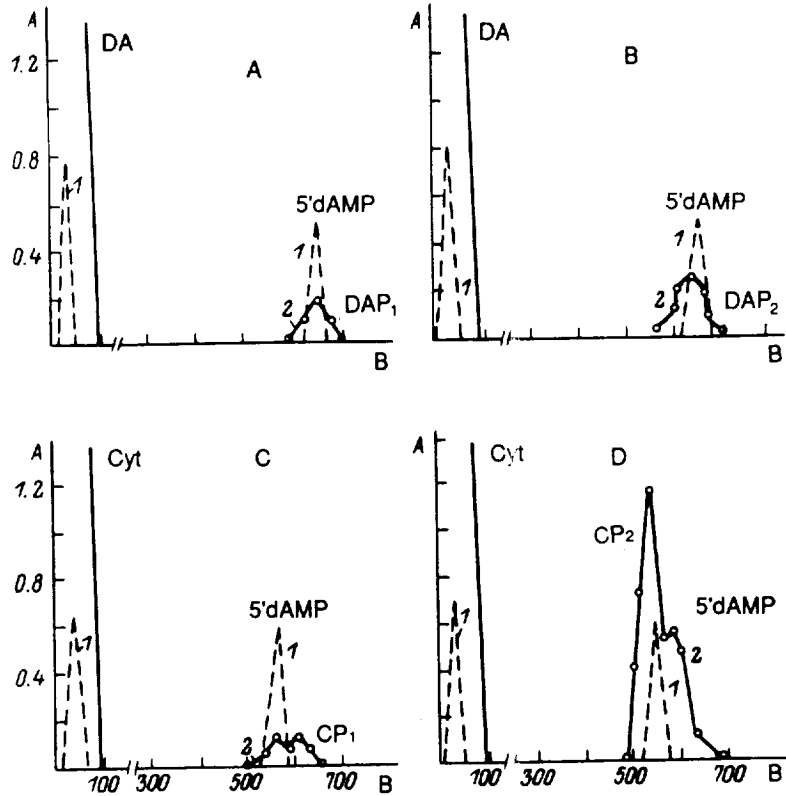 A DA A
1.2
0.8
0.4
1
5'dAMP
1
2 DAP₁
B
A DA B
1
5'dAMP
1
2 DAP₂
B
A Cyt C
1.2
0.8
0.4
1
5'dAMP
1
2 CP₁
100 300 500 700 B
A Cyt D
1
CP₂
5'dAMP
2
1
100 300 500 700 B